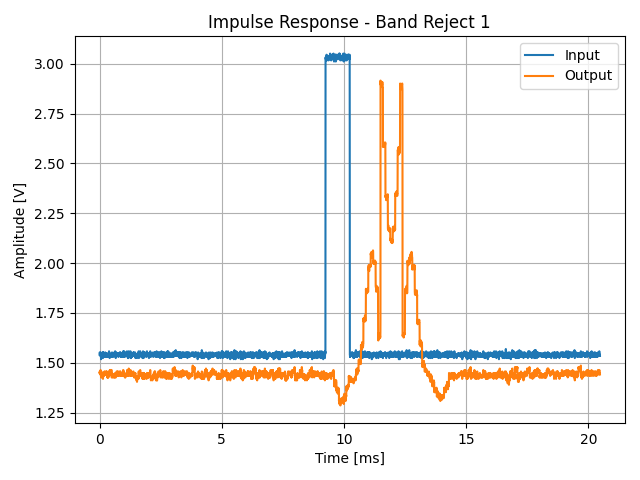 Impulse Response - Band Reject 1
Input
Output
Amplitude [V]
3.00
2.75
2.50
2.25
2.00
1.75
1.50
1.25
0
5
10
15
20
Time [ms]